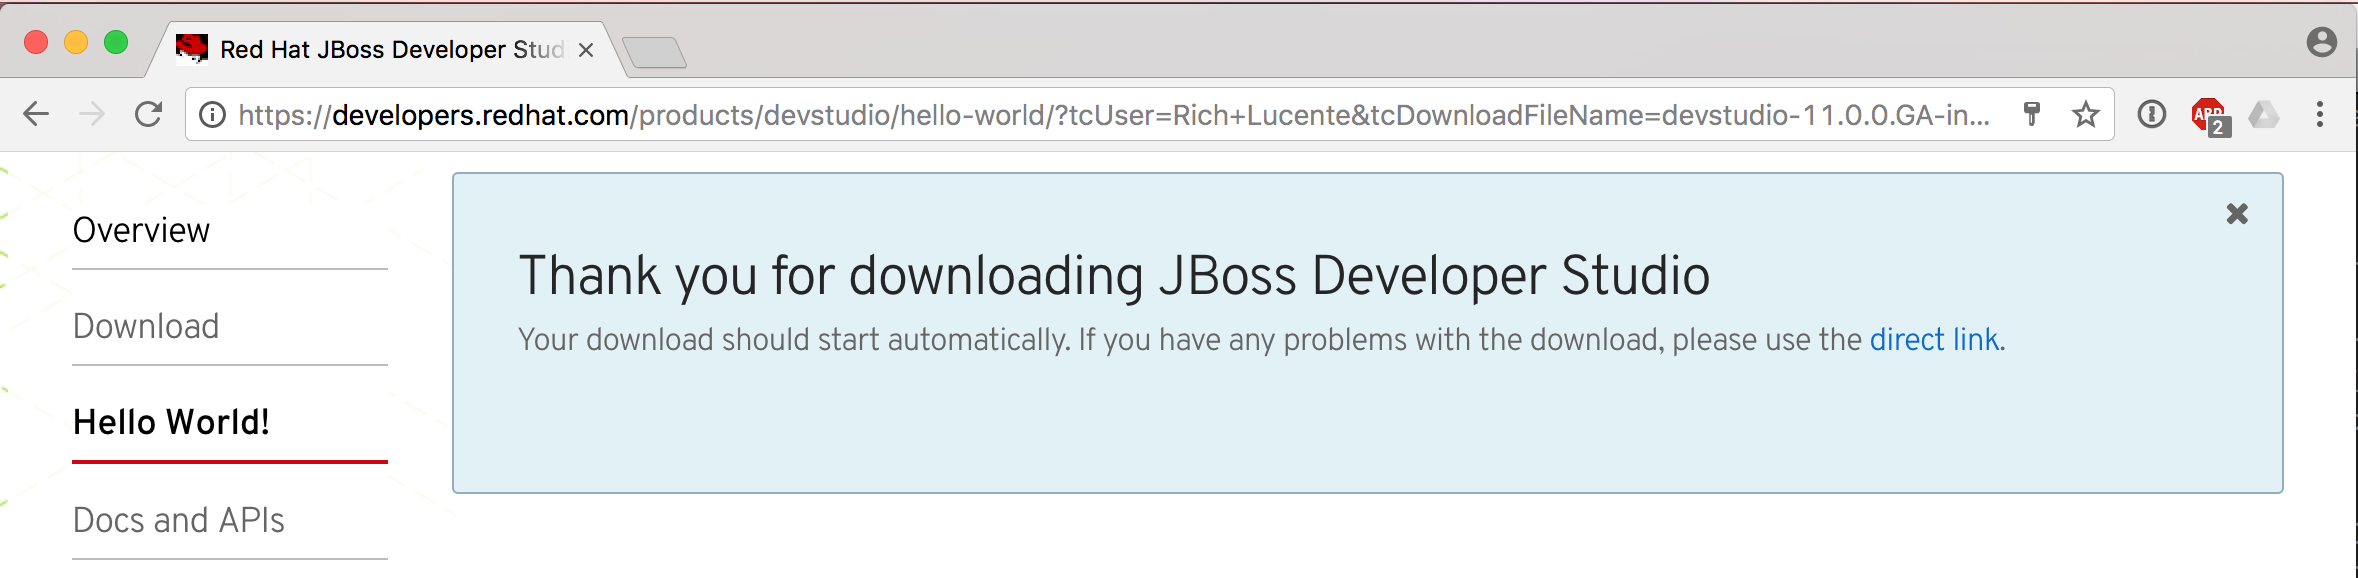 Red Hat JBoss Developer Stud
https://developers.redhat.com/products/devstudio/hello-world/?tcUser=Rich+Lucente&tcDownloadFileName=devstudio-11.0.0.GA-in...
ABP
2
Overview
Download
Hello World!
Docs and APIs
Thank you for downloading JBoss Developer Studio
Your download should start automatically. If you have any problems with the download, please use the direct link.